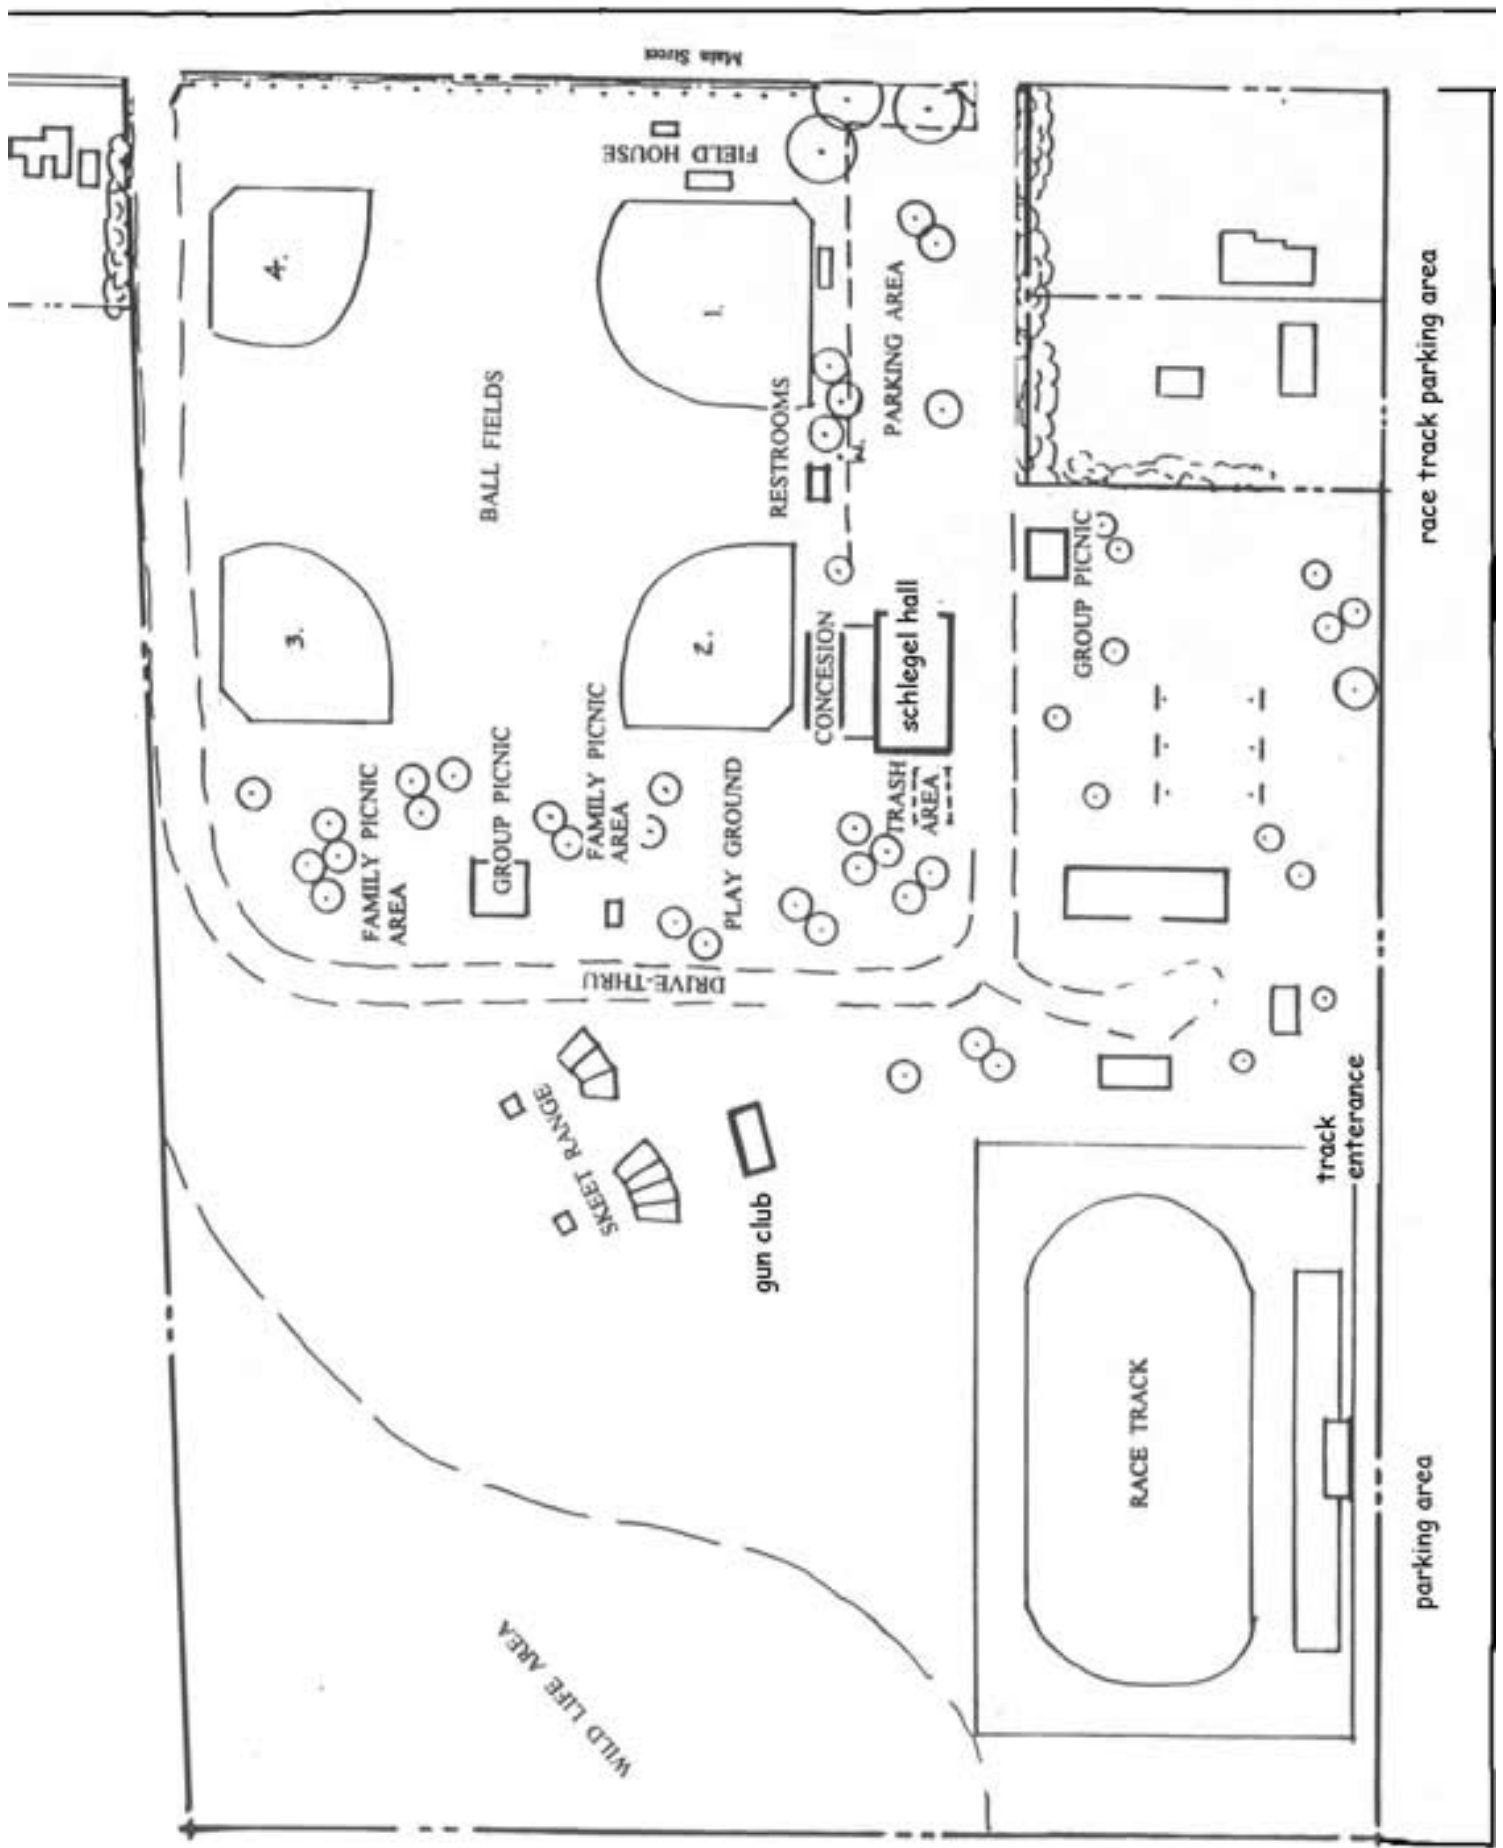 Main Street
FIELD HOUSE
4.
1.
PARKING AREA
BALL FIELDS
RESTROOMS
race track parking area
3.
2.
CONCESION
schlegel hall
GROUP PICNIC
FAMILY PICNIC
AREA
GROUP PICNIC
FAMILY PICNIC
AREA
PLAY GROUND
TRASH
AREA
DRIVE-THRU
SKEET RANGE
gun club
track
enterance
RACE TRACK
WILD LIFE AREA
parking area